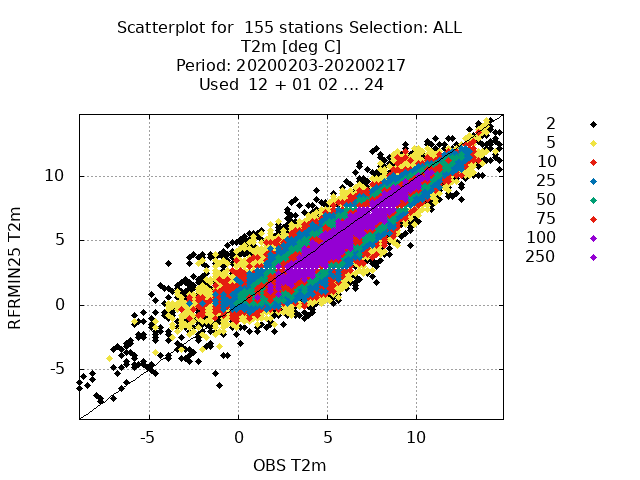 Scatterplot for  155 stations Selection: ALL
T2m [deg C]
Period: 20200203-20200217
Used  12 + 01 02 ... 24
2
5
10
25
50
75
100
250
10
5
0
-5
RFRMIN25 T2m
-5
0
5
10
OBS T2m